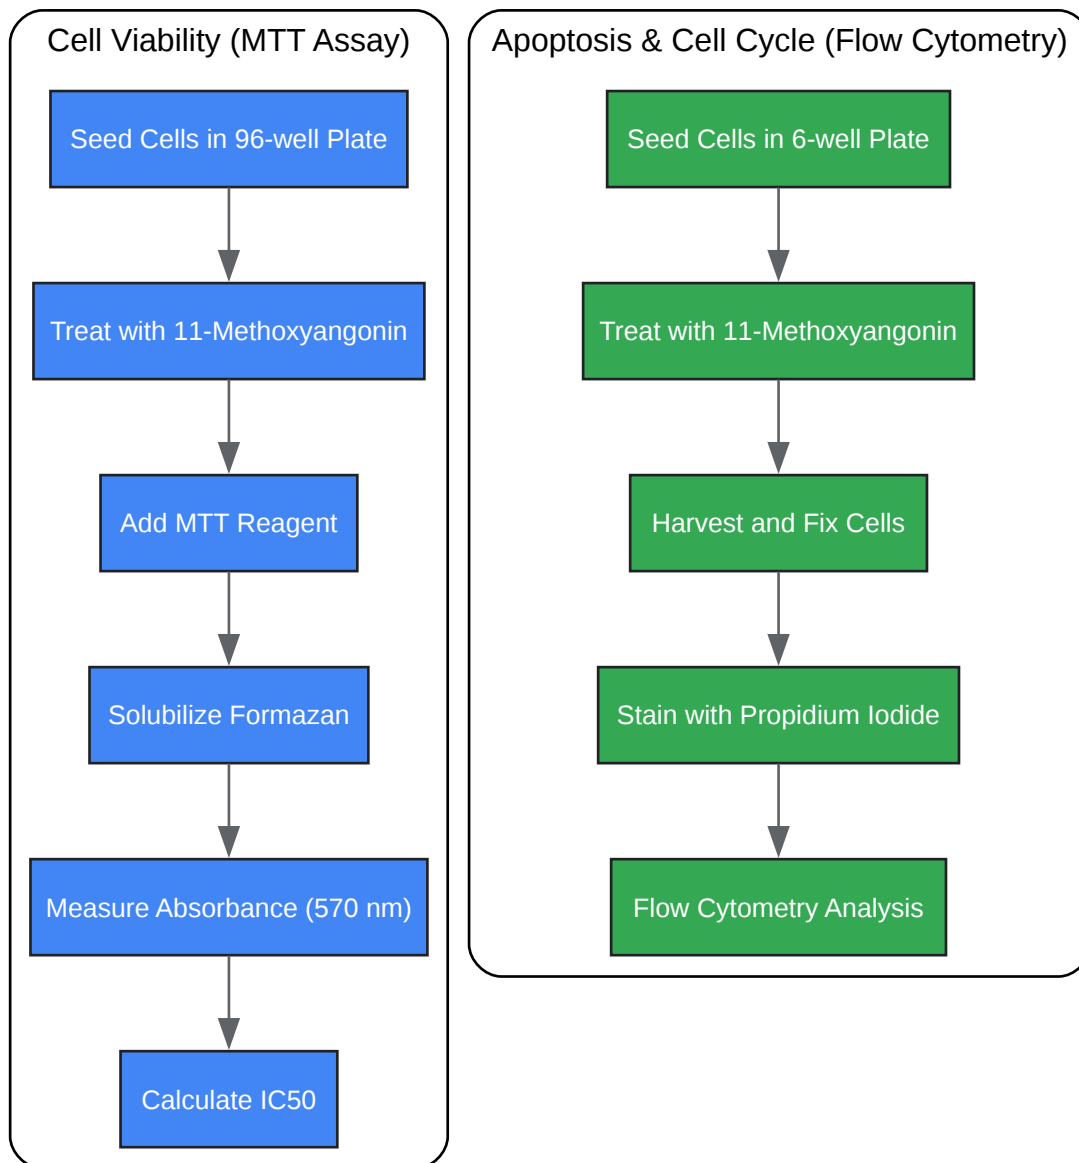 Cell Viability (MTT Assay)
Seed Cells in 96-well Plate
Treat with 11-Methoxyangonin
Add MTT Reagent
Solubilize Formazan
Measure Absorbance (570 nm)
Calculate IC50
Apoptosis & Cell Cycle (Flow Cytometry)
Seed Cells in 6-well Plate
Treat with 11-Methoxyangonin
Harvest and Fix Cells
Stain with Propidium Iodide
Flow Cytometry Analysis